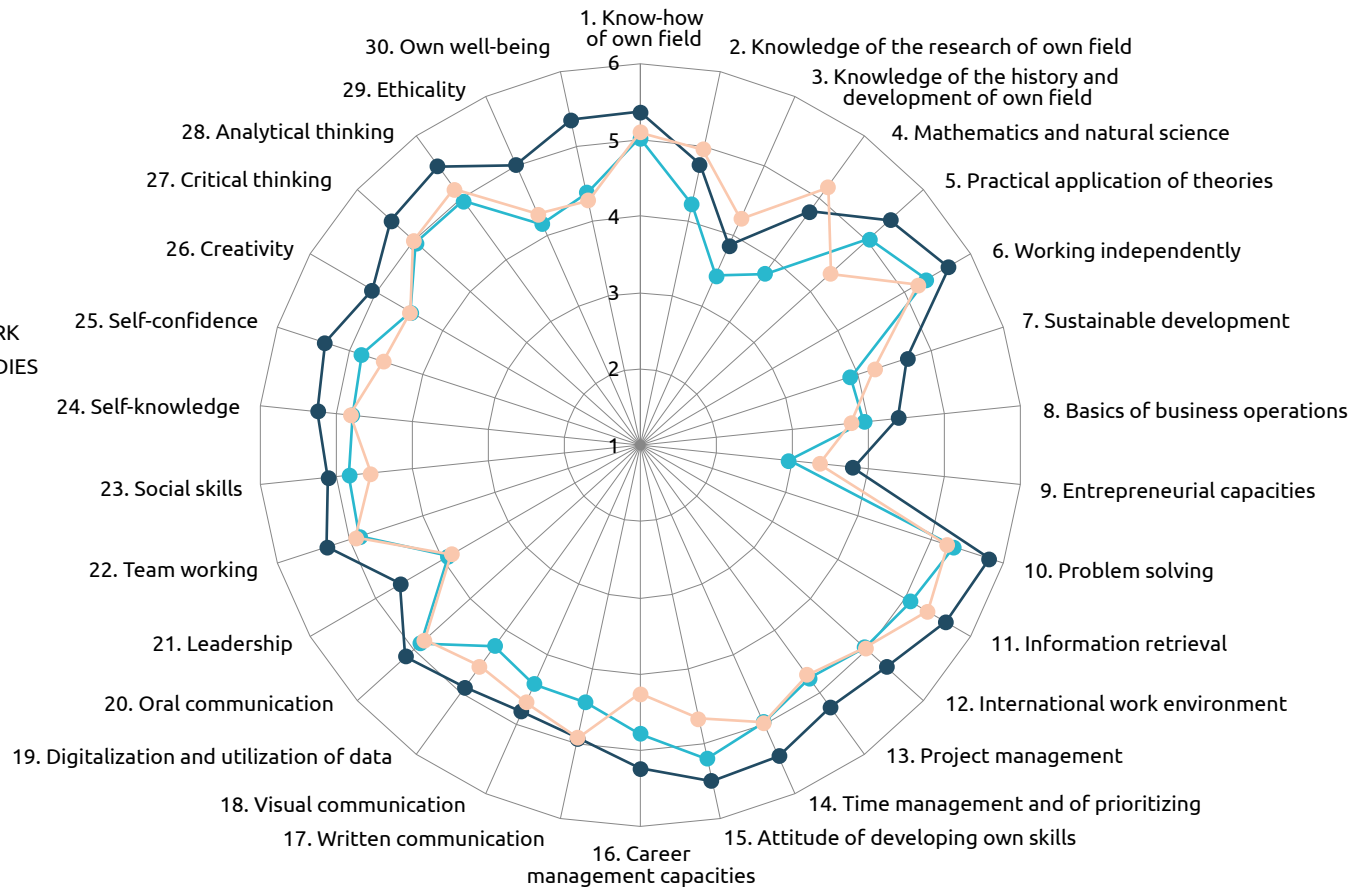 1. Know-how
of own field
2. Knowledge of the research of own field
3. Knowledge of the history and
development of own field
4. Mathematics and natural science
5. Practical application of theories
6. Working independently
7. Sustainable development
8. Basics of business operations
9. Entrepreneurial capacities
10. Problem solving
11. Information retrieval
12. International work environment
13. Project management
14. Time management and of prioritizing
15. Attitude of developing own skills
16. Career
management capacities
17. Written communication
18. Visual communication
19. Digitalization and utilization of data
20. Oral communication
21. Leadership
22. Team working
23. Social skills
24. Self-knowledge
25. Self-confidence
26. Creativity
27. Critical thinking
28. Analytical thinking
29. Ethicality
30. Own well-being
6
5
4
3
2
1
RK
DIES